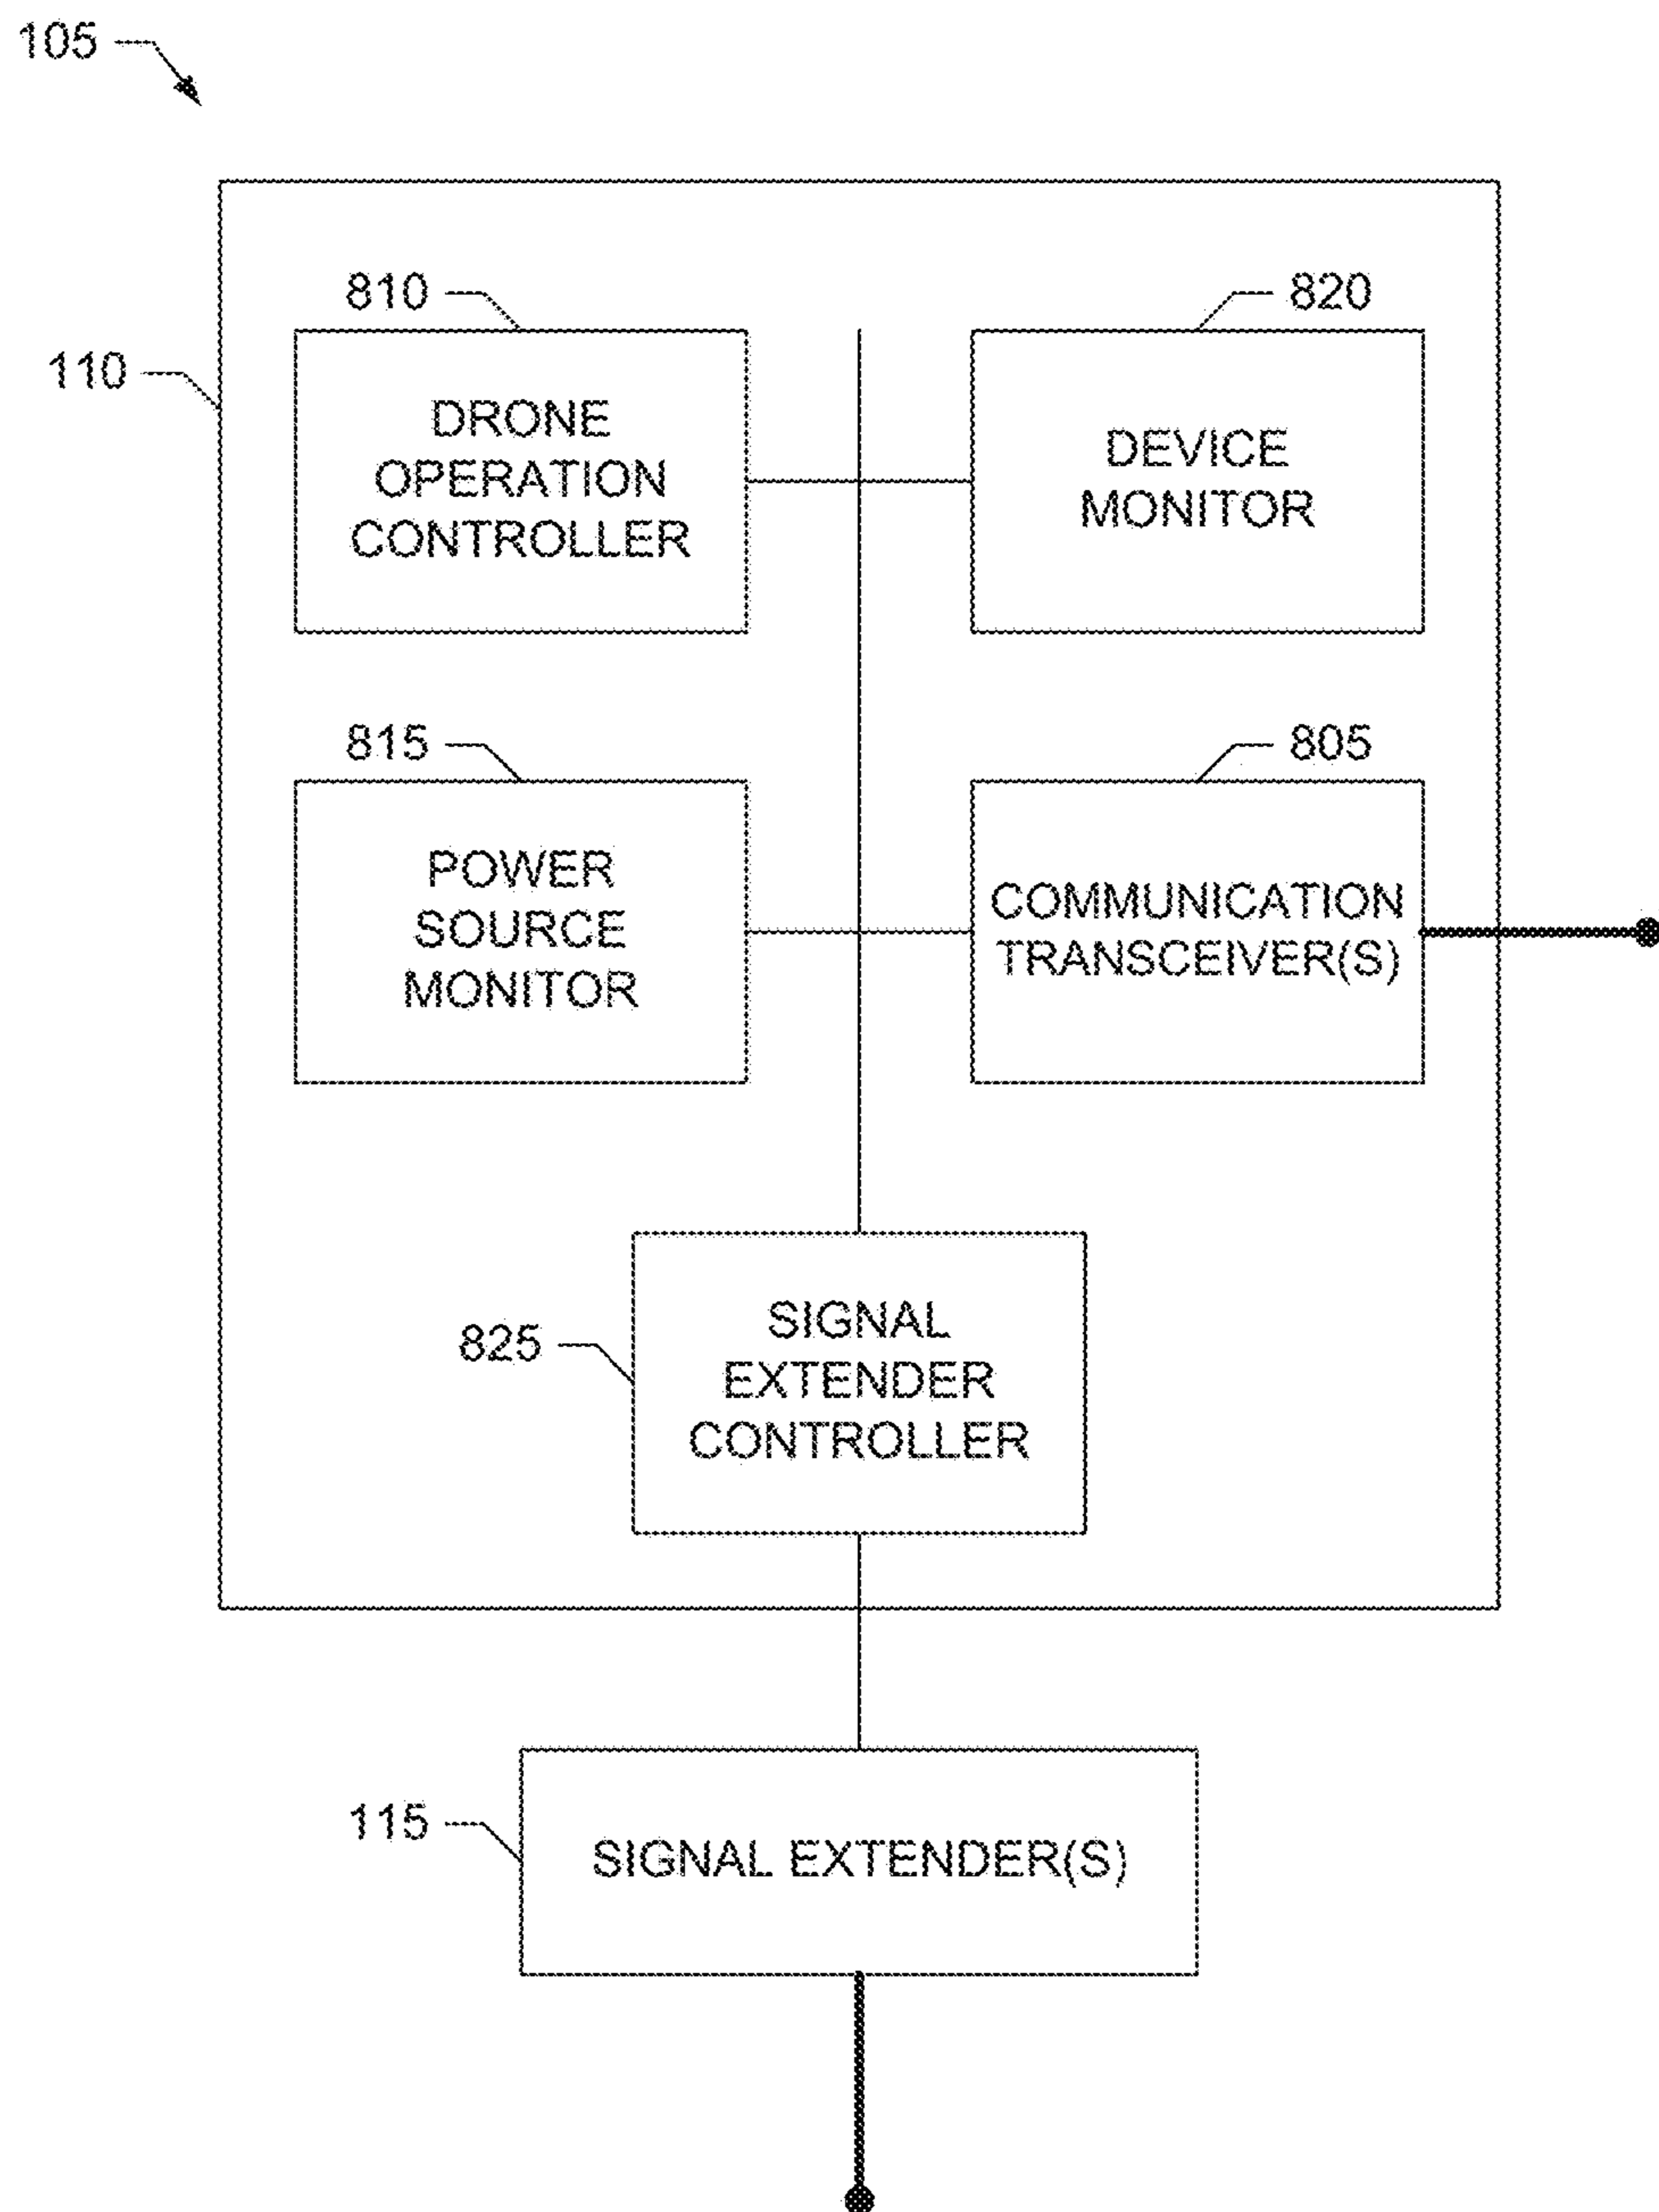 105
810
820
110
DRONE
OPERATION
CONTROLLER
DEVICE
MONITOR
815
805
POWER
SOURCE
MONITOR
COMMUNICATION
TRANSCEIVER(S)
825
SIGNAL
EXTENDER
CONTROLLER
115
SIGNAL EXTENDER(S)